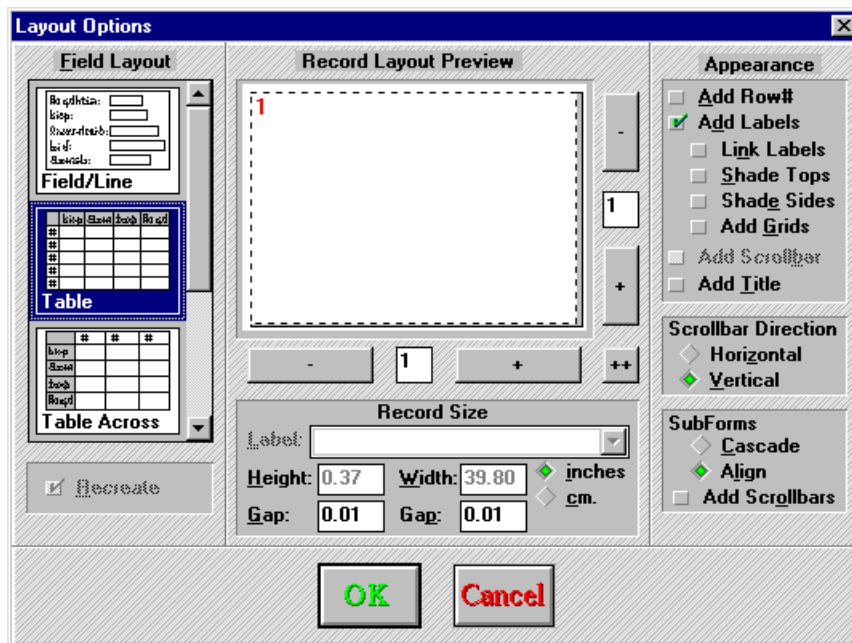 Layout Options
Field Layout
Field/Line
#
#
#
#
#
Table
# # #
Table Across
Recreate
Record Layout Preview
1
-
1
+
- 1 + ++
Record Size
Label:
Height: 0.37 Width: 39.80 inches
cm.
Gap: 0.01 Gap: 0.01
Appearance
Add Row#
Add Labels
Link Labels
Shade Tops
Shade Sides
Add Grids
Add Scrollbar
Add Title
Scrollbar Direction
Horizontal
Vertical
SubForms
Cascade
Align
Add Scrollbars
OK Cancel